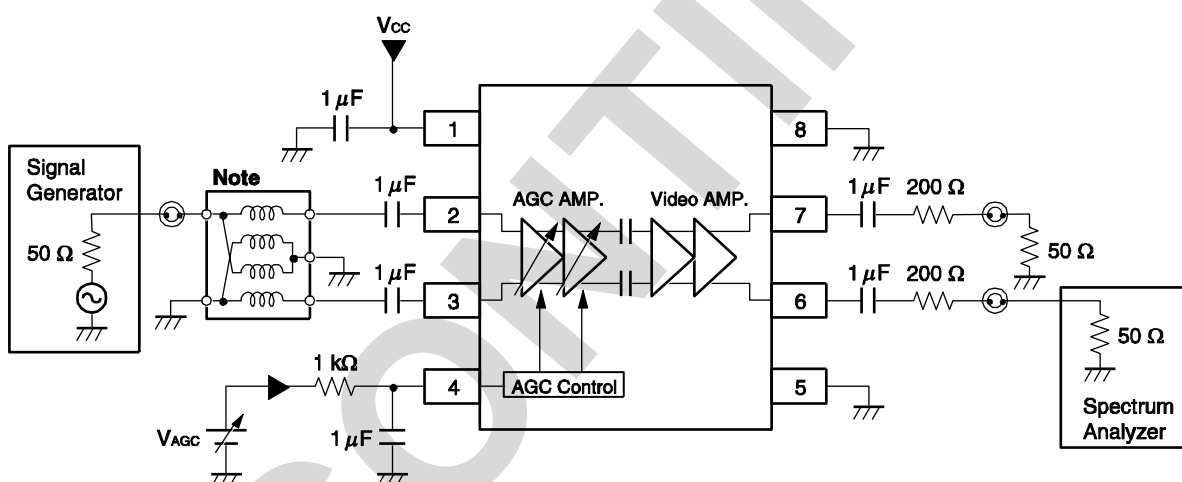 VCC
1 μF
1
8
Signal
Generator
Note
50 Ω
1 μF
2
AGC AMP.
Video AMP.
7
1 μF
200 Ω
50 Ω
1 μF
3
6
1 μF
200 Ω
50 Ω
1 kΩ
4
AGC Control
5
VAGC
1 μF
Spectrum
Analyzer
CONTIN